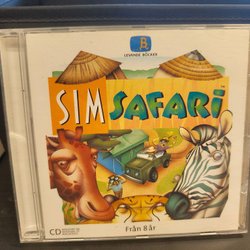 B
LEVANDE BÖCKER
SIM SAFARI
Från 8 år
CD